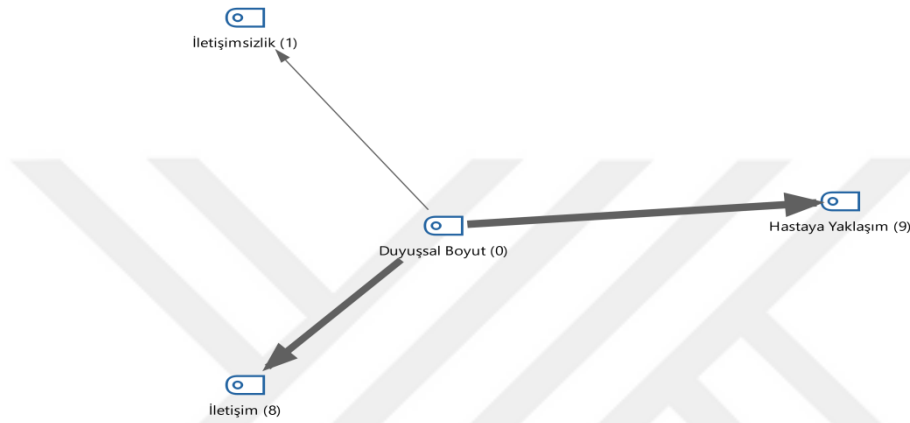 İletişimsizlik (1)
Hastaya Yaklaşım (9)
Duyuşsal Boyut (0)
İletişim (8)